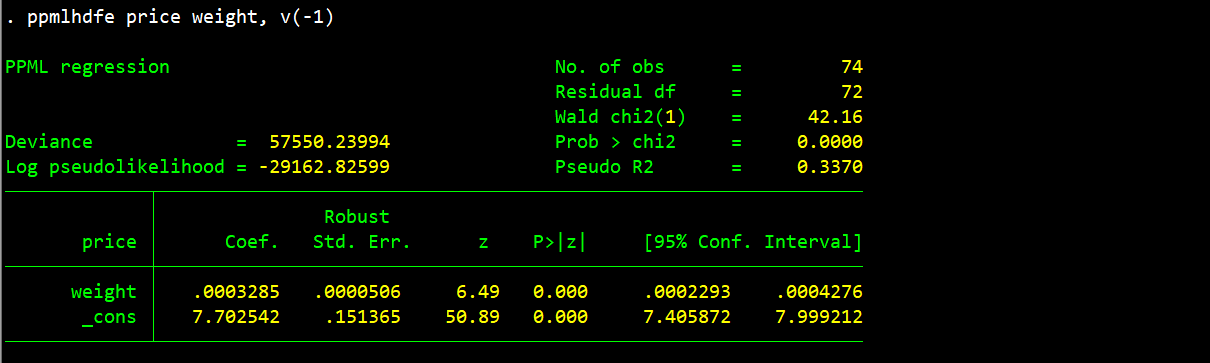 . ppmlhdfe price weight, v(-1)
PPML regression No. of obs = 74
Residual df = 72
Wald chi2(1) = 42.16
Deviance = 57550.23994 Prob > chi2 = 0.0000
Log pseudolikelihood = -29162.82599 Pseudo R2 = 0.3370
Robust
price Coef. Std. Err. z P>|z| [95% Conf. Interval]
weight .0003285 .0000506 6.49 0.000 .0002293 .0004276
_cons 7.702542 .151365 50.89 0.000 7.405872 7.999212